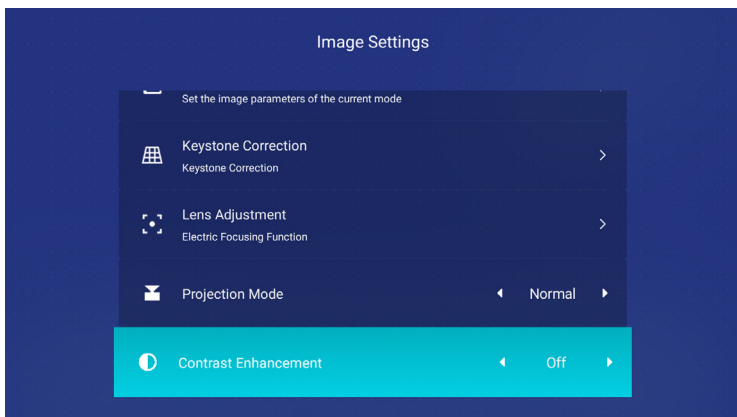 Image Settings
Set the image parameters of the current mode
Keystone Correction
Keystone Correction
Lens Adjustment
Electric Focusing Function
Projection Mode
Normal
Contrast Enhancement
Off